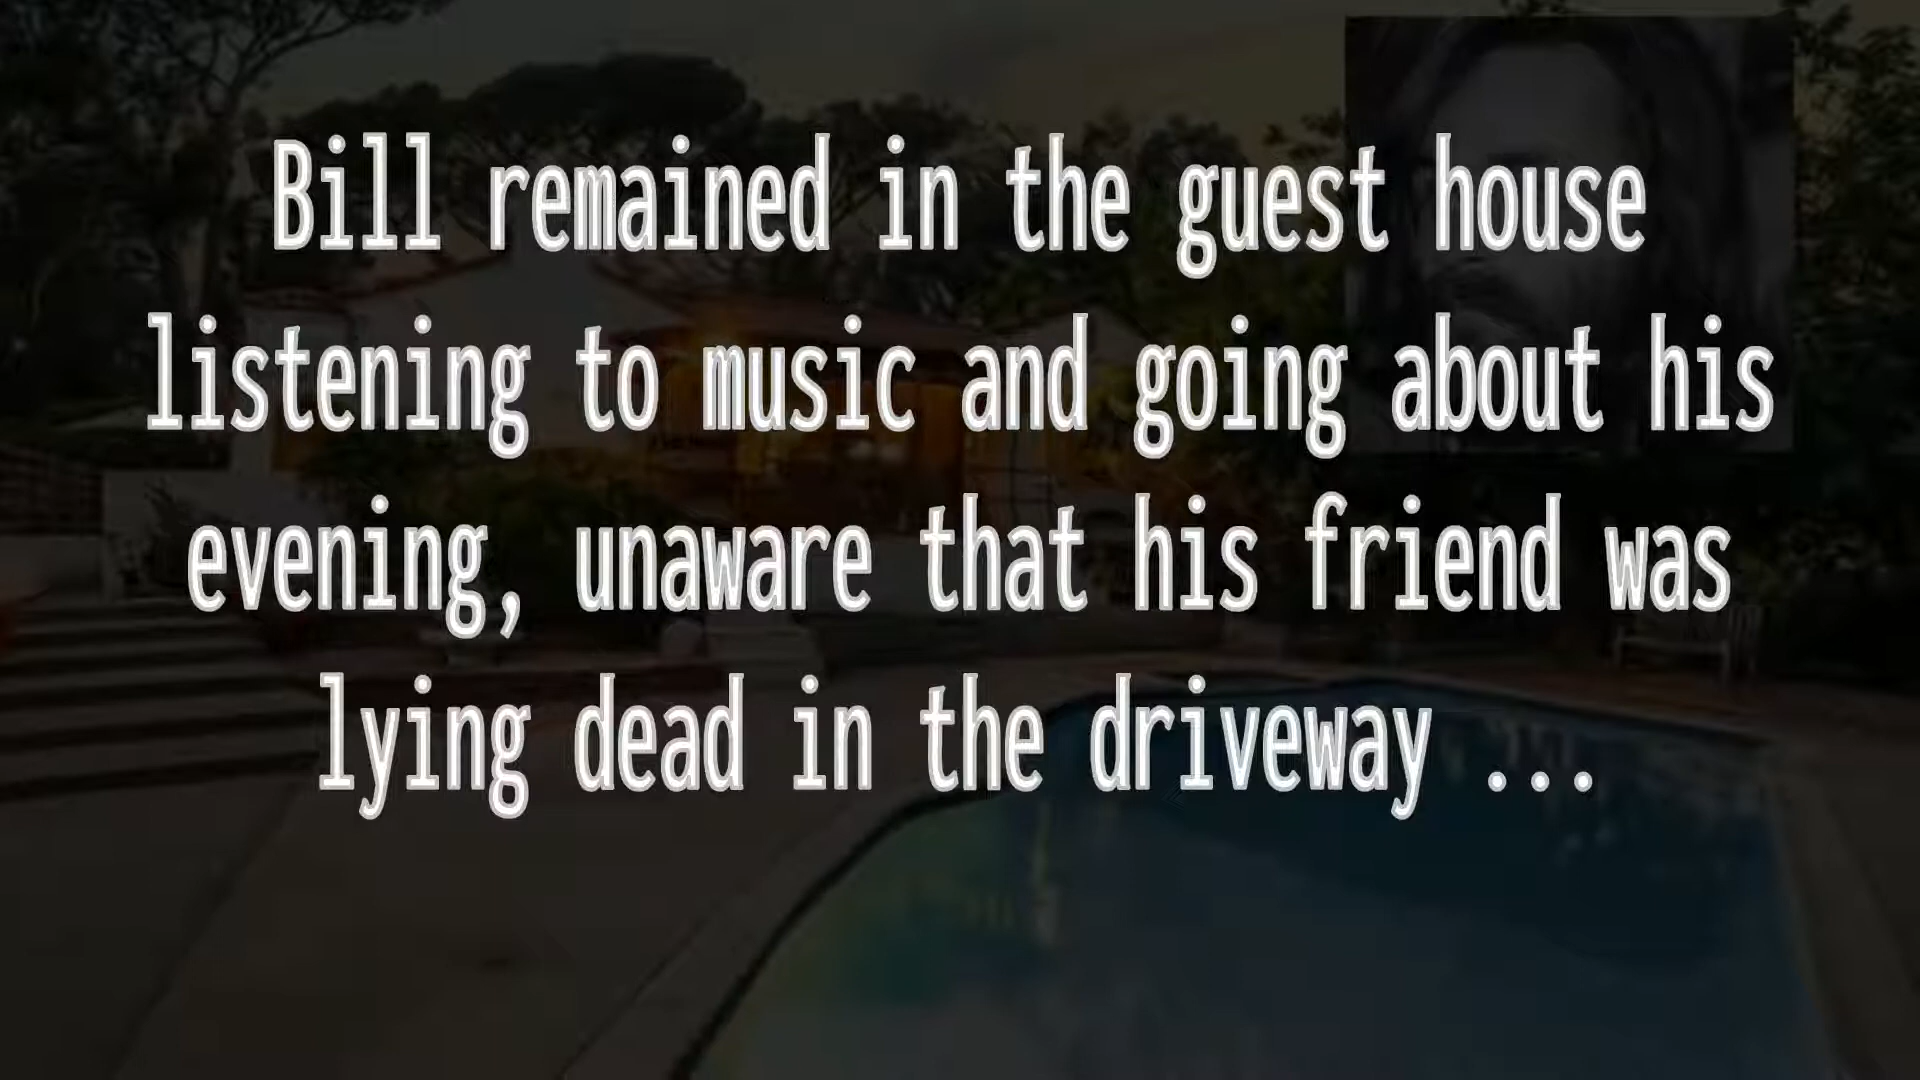 Bill remained in the guest house
listening to music and going about his
evening, unaware that his friend was
lying dead in the driveway ...